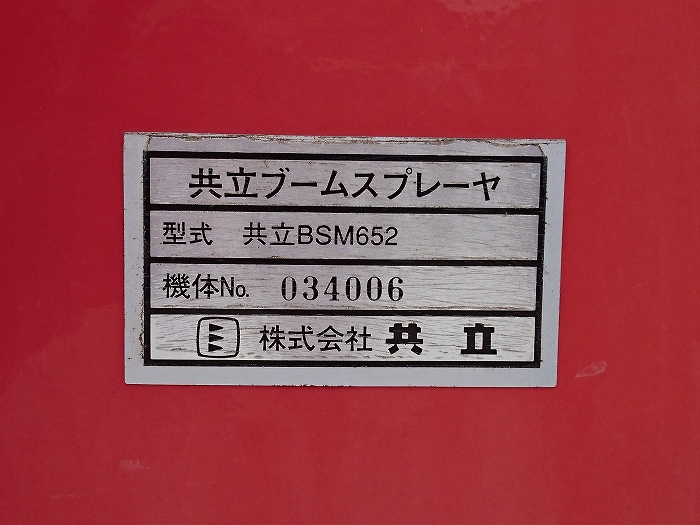 共立ブームスプレーヤ
型式 共立BSM652
機体No. 034006
株式会社 共立